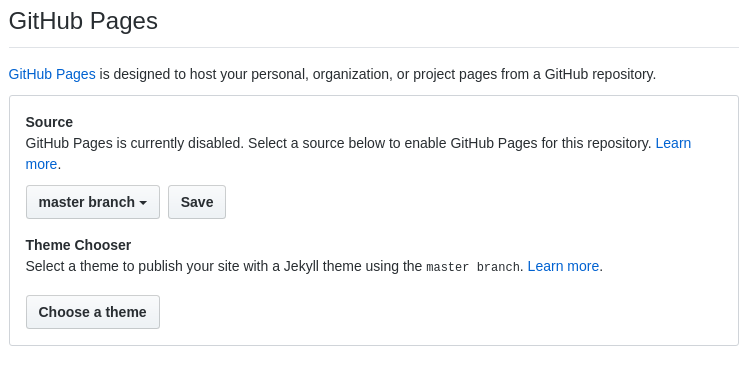 GitHub Pages
GitHub Pages is designed to host your personal, organization, or project pages from a GitHub repository.
Source
GitHub Pages is currently disabled. Select a source below to enable GitHub Pages for this repository. Learn
more.
master branch Save
Theme Chooser
Select a theme to publish your site with a Jekyll theme using the master branch. Learn more.
Choose a theme